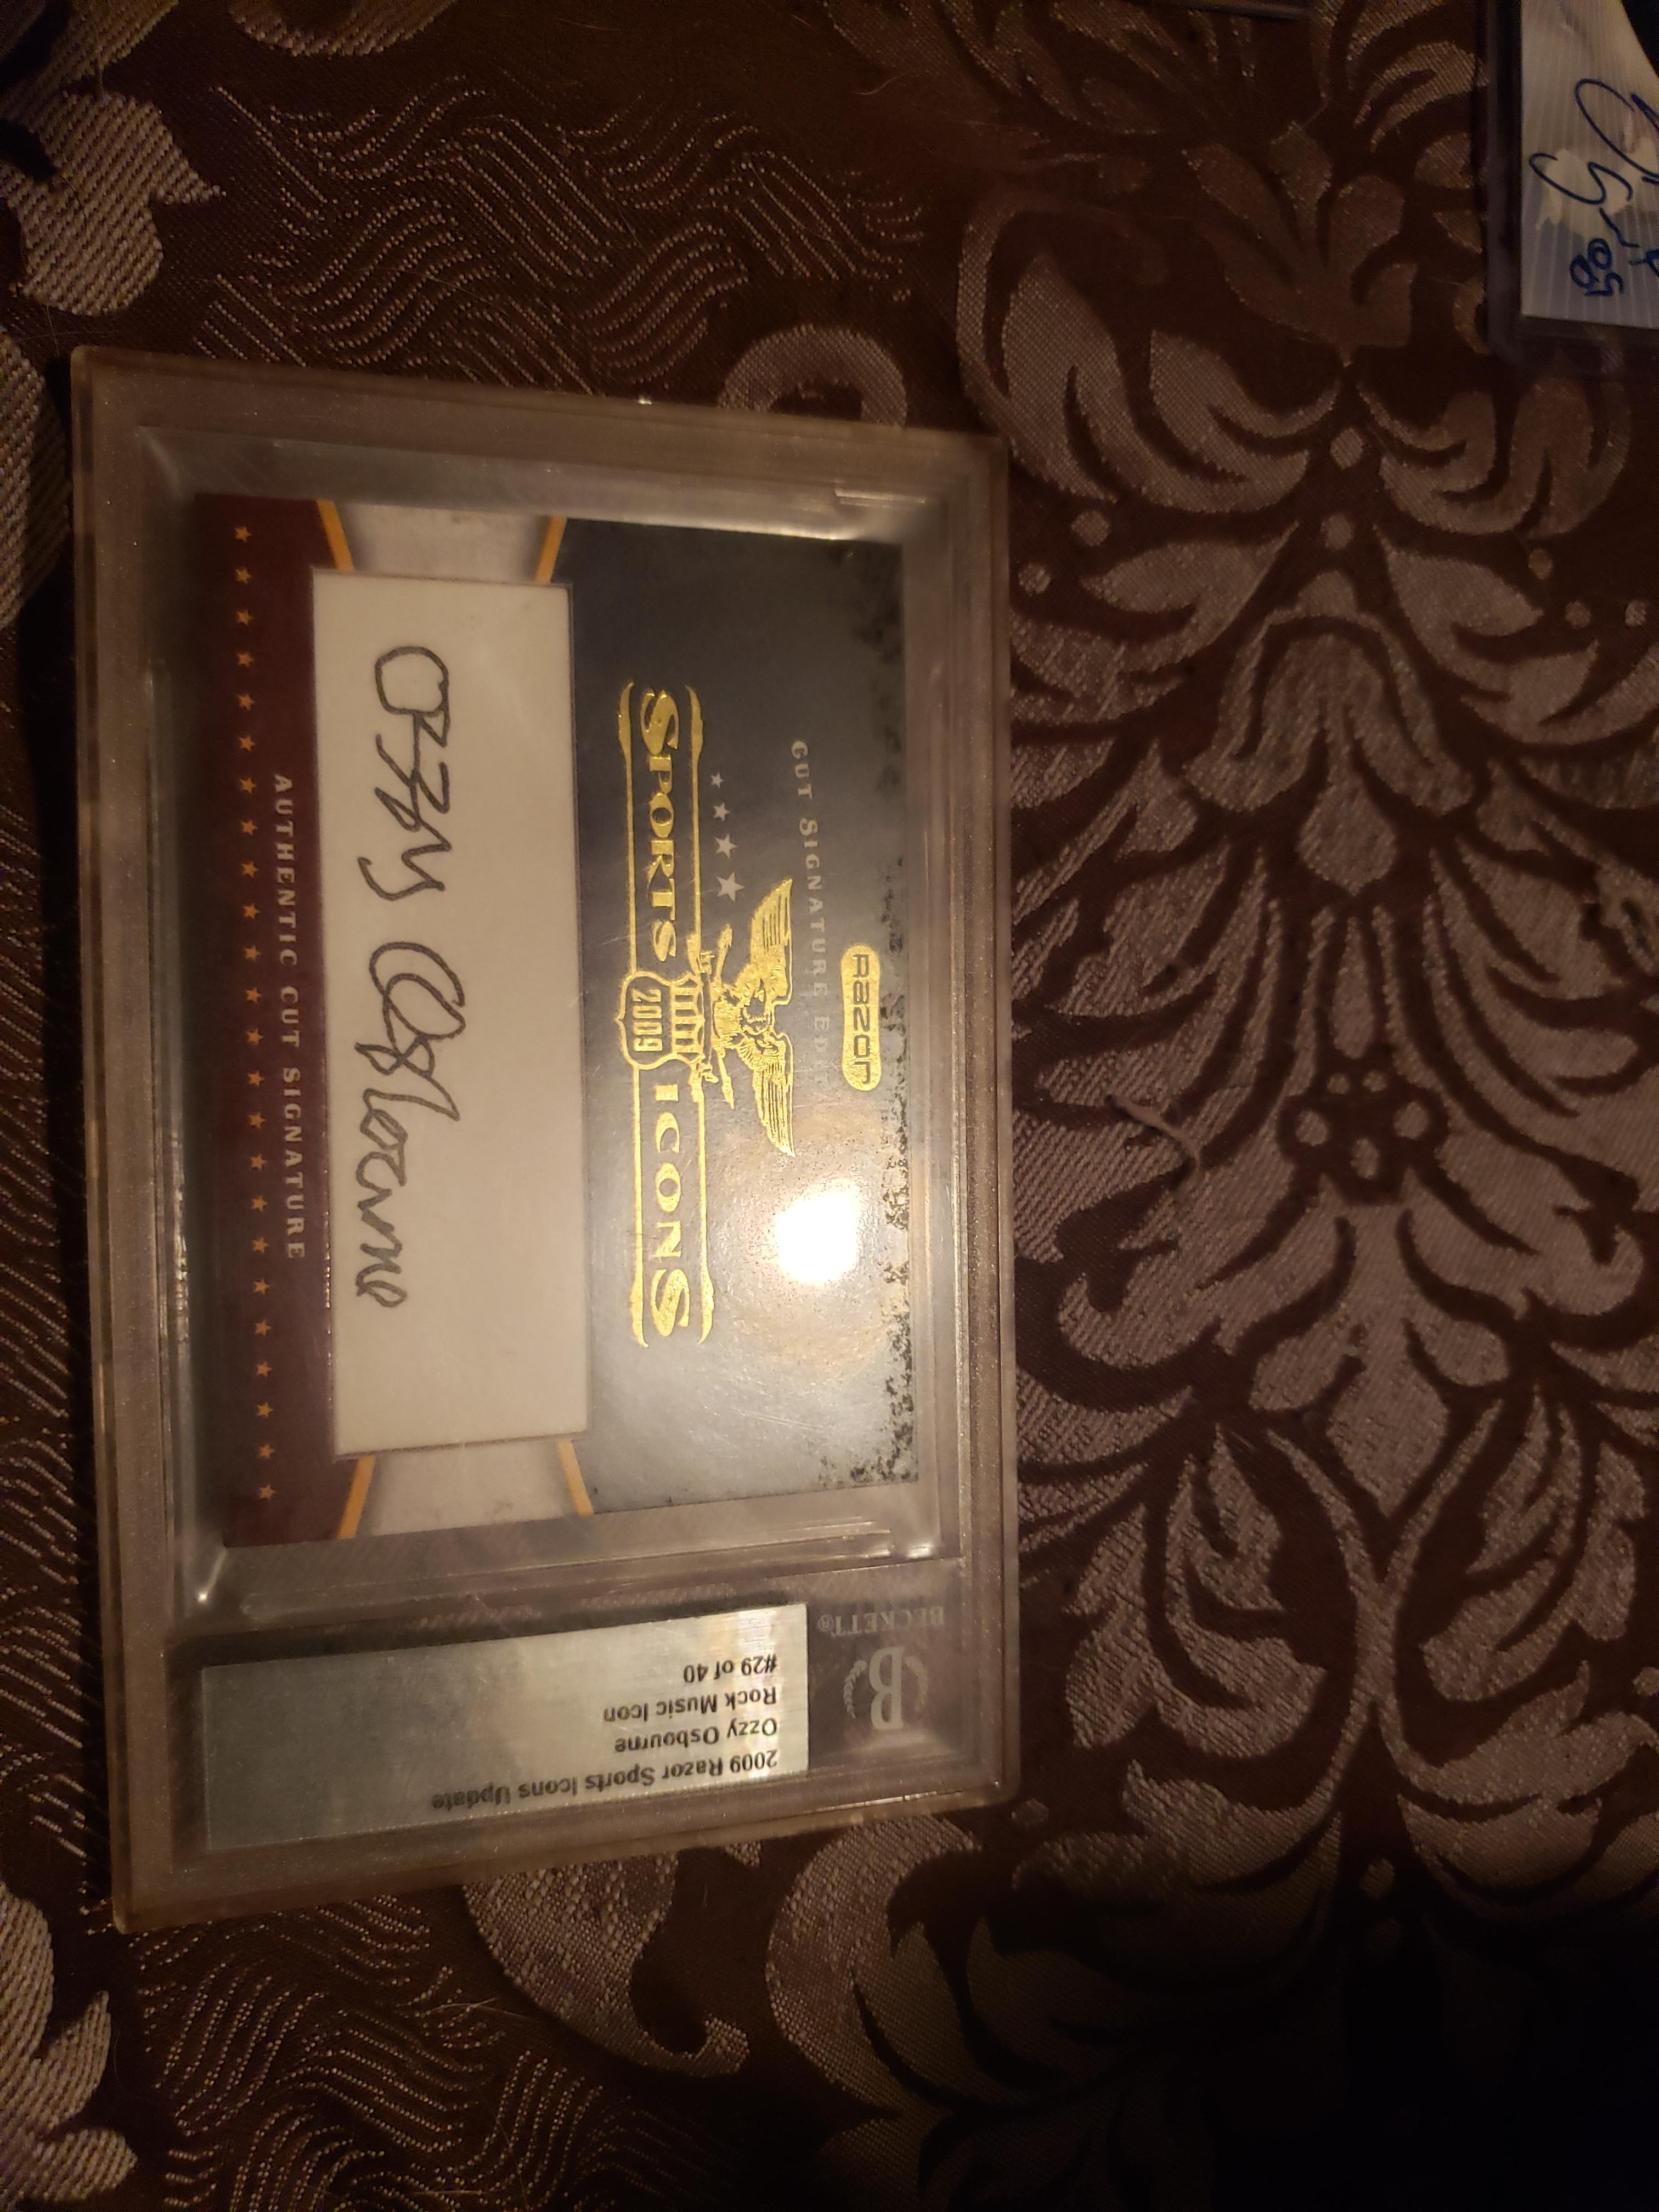 Razor
CUT SIGNATURE ED
SPORTS ICONS
2009
Ozzy Osbourne
AUTHENTIC CUT SIGNATURE
BECKETT®
B
2009 Razor Sports Icons Update
Ozzy Osbourne
Rock Music Icon
#29 of 40